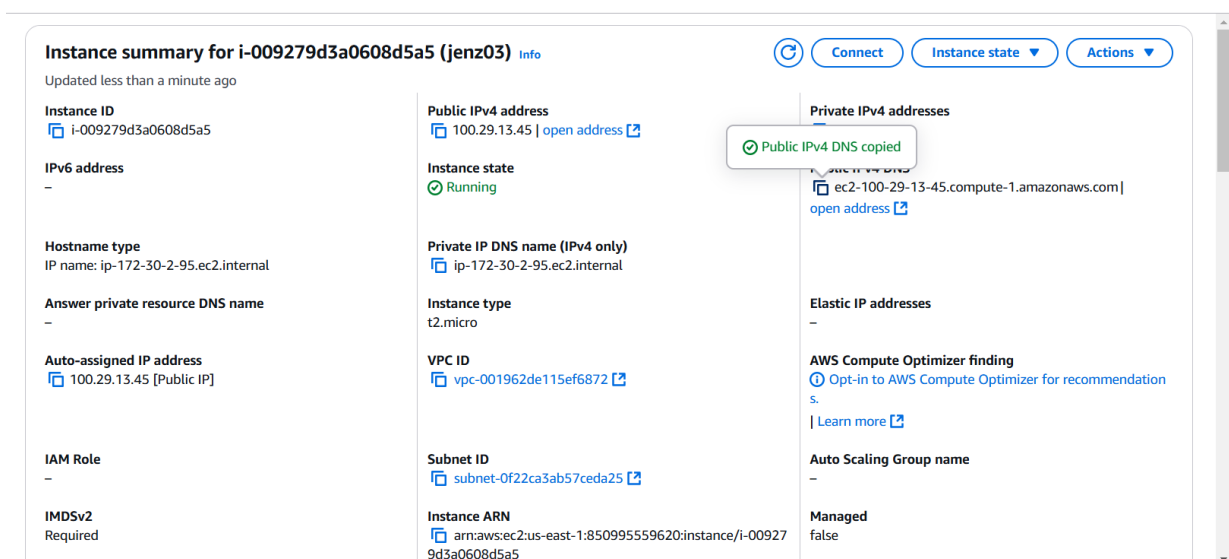 Instance summary for i-009279d3a0608d5a5 (jenz03) Info
Connect
Instance state
Actions
Updated less than a minute ago
Instance ID
i-009279d3a0608d5a5
Public IPv4 address
100.29.13.45 | open address
Private IPv4 addresses
Public IPv4 DNS copied
IPv6 address
–
Instance state
Running
ec2-100-29-13-45.compute-1.amazonaws.com |
open address
Hostname type
IP name: ip-172-30-2-95.ec2.internal
Private IP DNS name (IPv4 only)
ip-172-30-2-95.ec2.internal
Answer private resource DNS name
–
Instance type
t2.micro
Elastic IP addresses
–
Auto-assigned IP address
100.29.13.45 [Public IP]
VPC ID
vpc-001962de115ef6872
AWS Compute Optimizer finding
Opt-in to AWS Compute Optimizer for recommendation
s.
| Learn more
IAM Role
–
Subnet ID
subnet-0f22ca3ab57ceda25
Auto Scaling Group name
–
IMDSv2
Required
Instance ARN
arn:aws:ec2:us-east-1:850995559620:instance/i-00927
9d3a0608d5a5
Managed
false